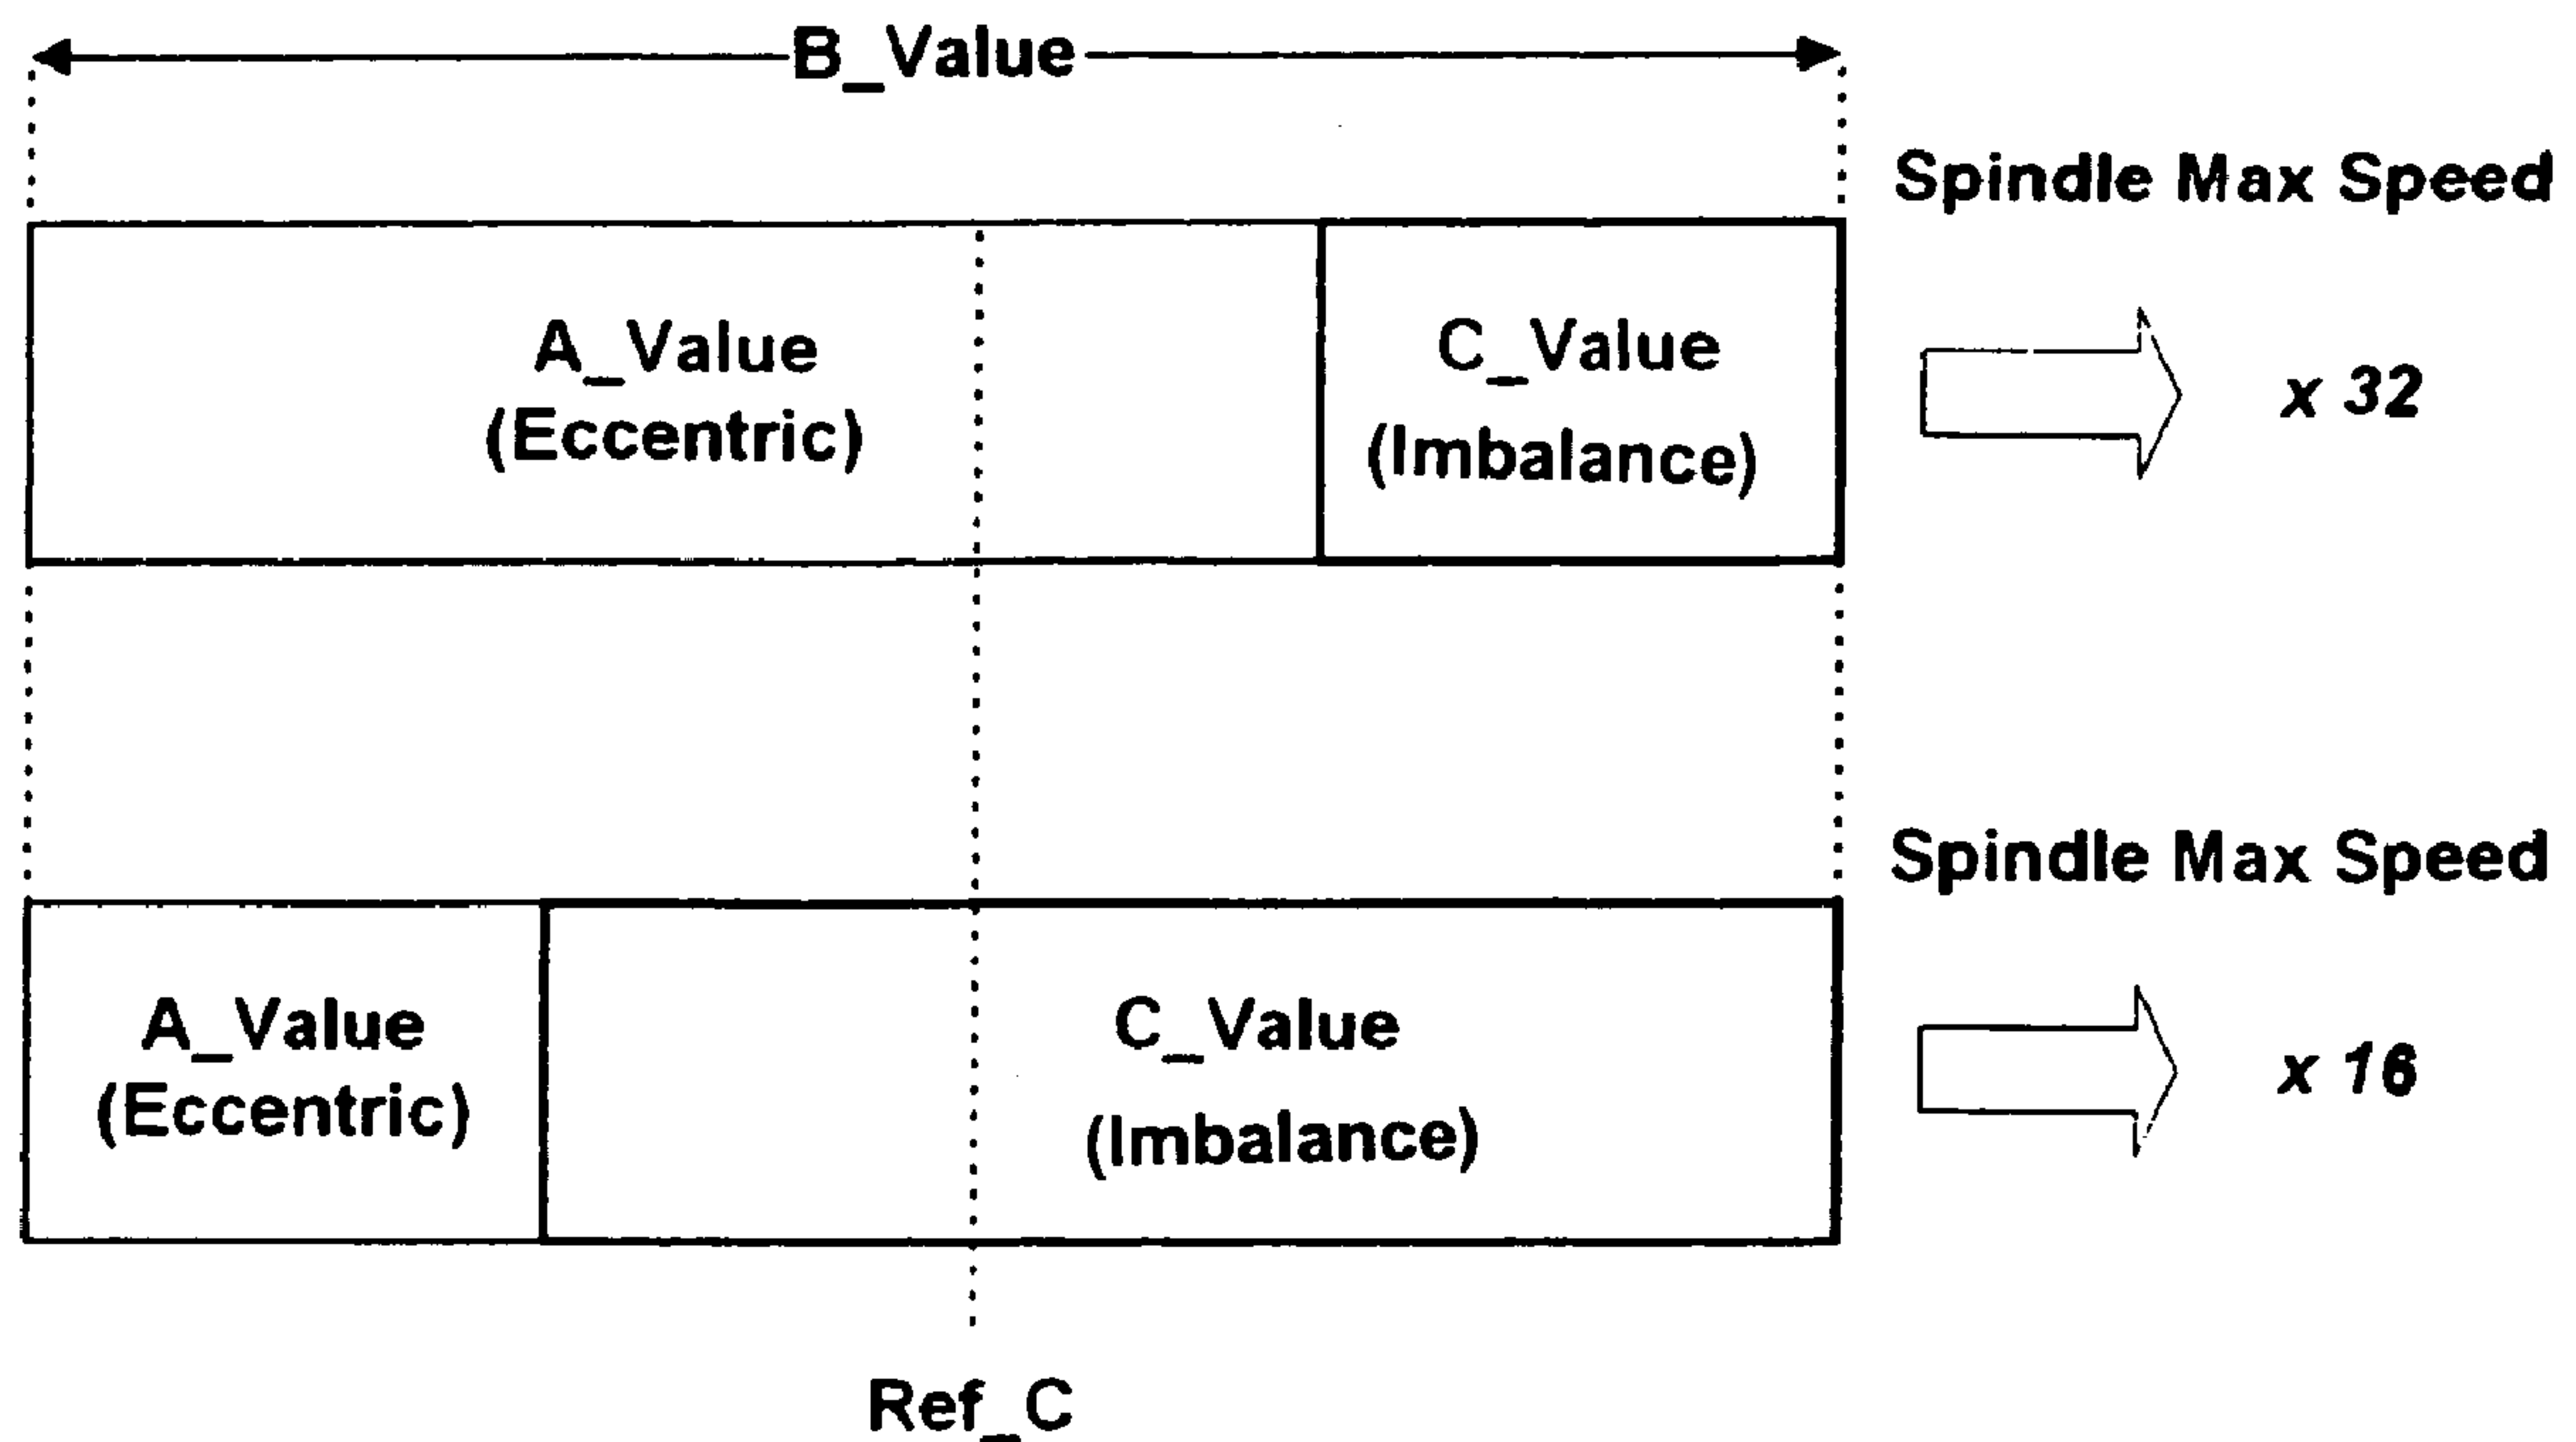 B_Value
Spindle Max Speed
A_Value
(Eccentric)
C_Value
(Imbalance)
x 32
Spindle Max Speed
A_Value
(Eccentric)
C_Value
(Imbalance)
x 16
Ref_C